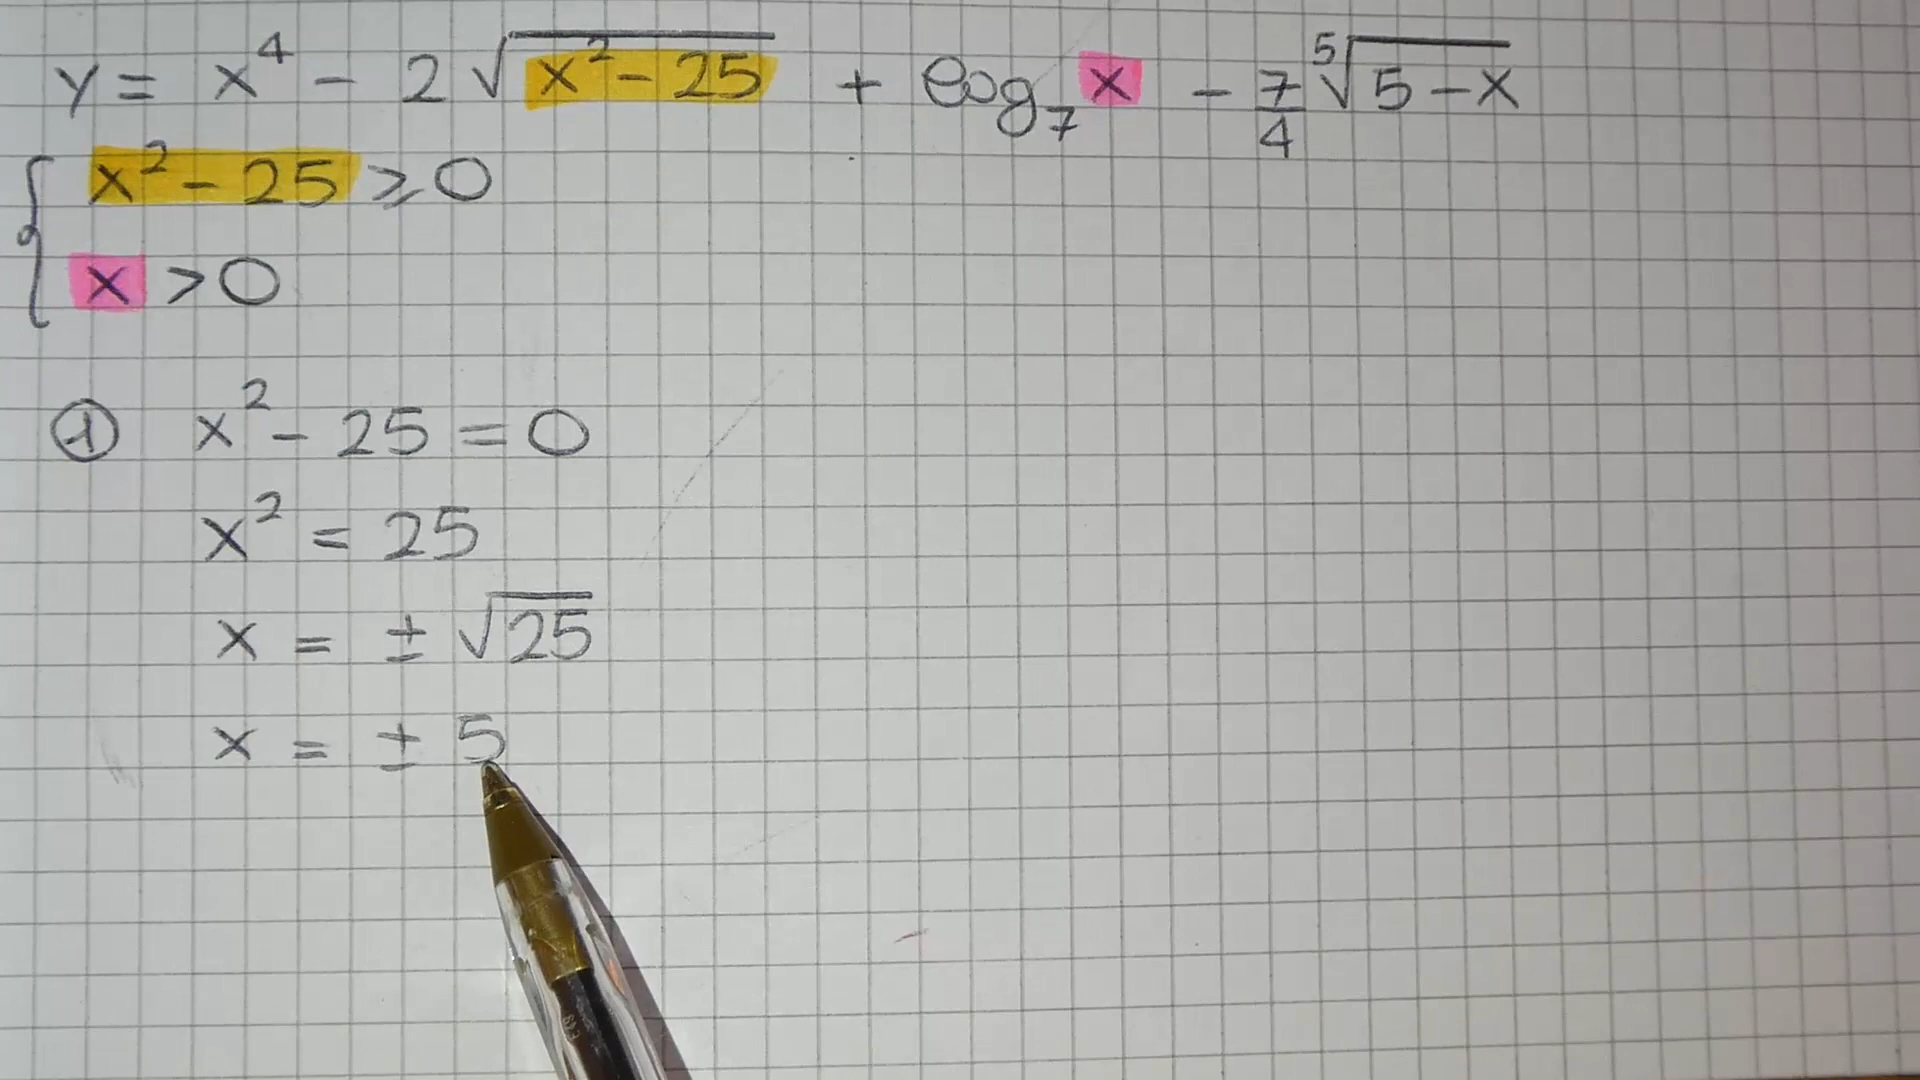 y = x⁴ - 2√(x² - 25) + log₇ x - 7/4 ⁵√(5 - x)
{ x² - 25 ≥ 0
x > 0
① x² - 25 = 0
x² = 25
x = ± √25
x = ± 5